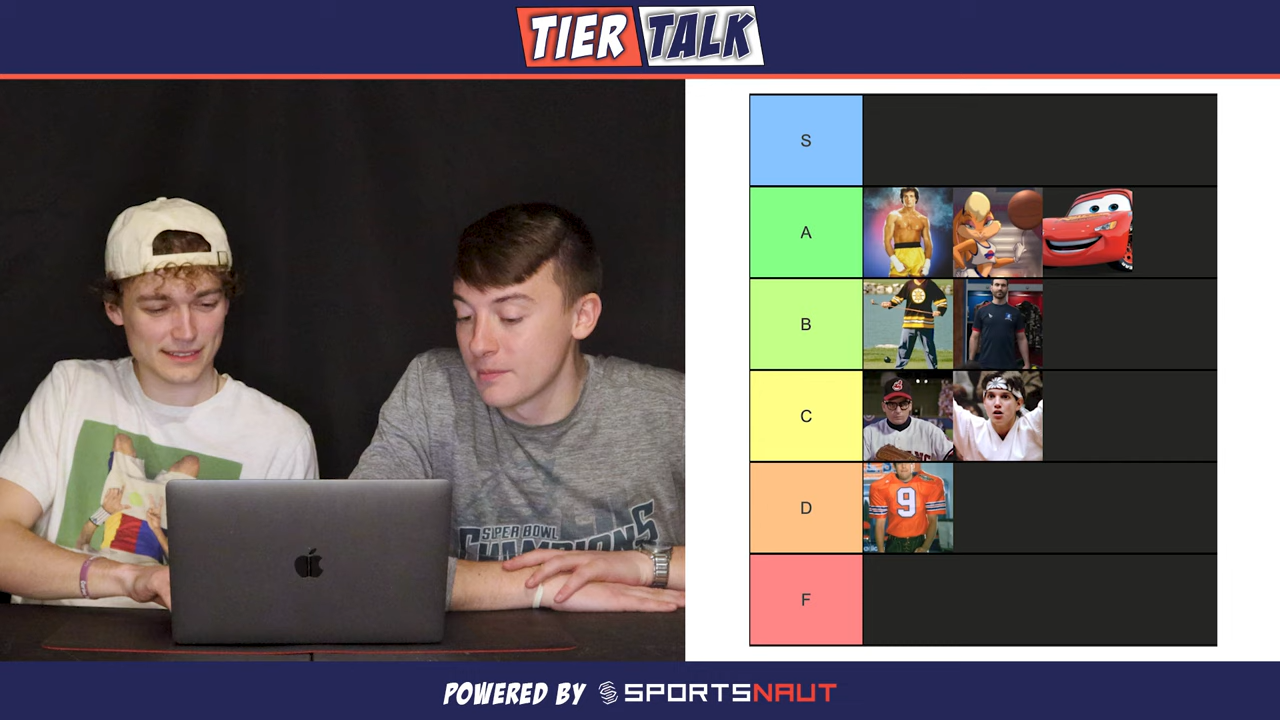 TIER TALK
S
A
B
C
D
9
F
SUPER BOWL
CHAMPIONS
POWERED BY SPORTSNAUT